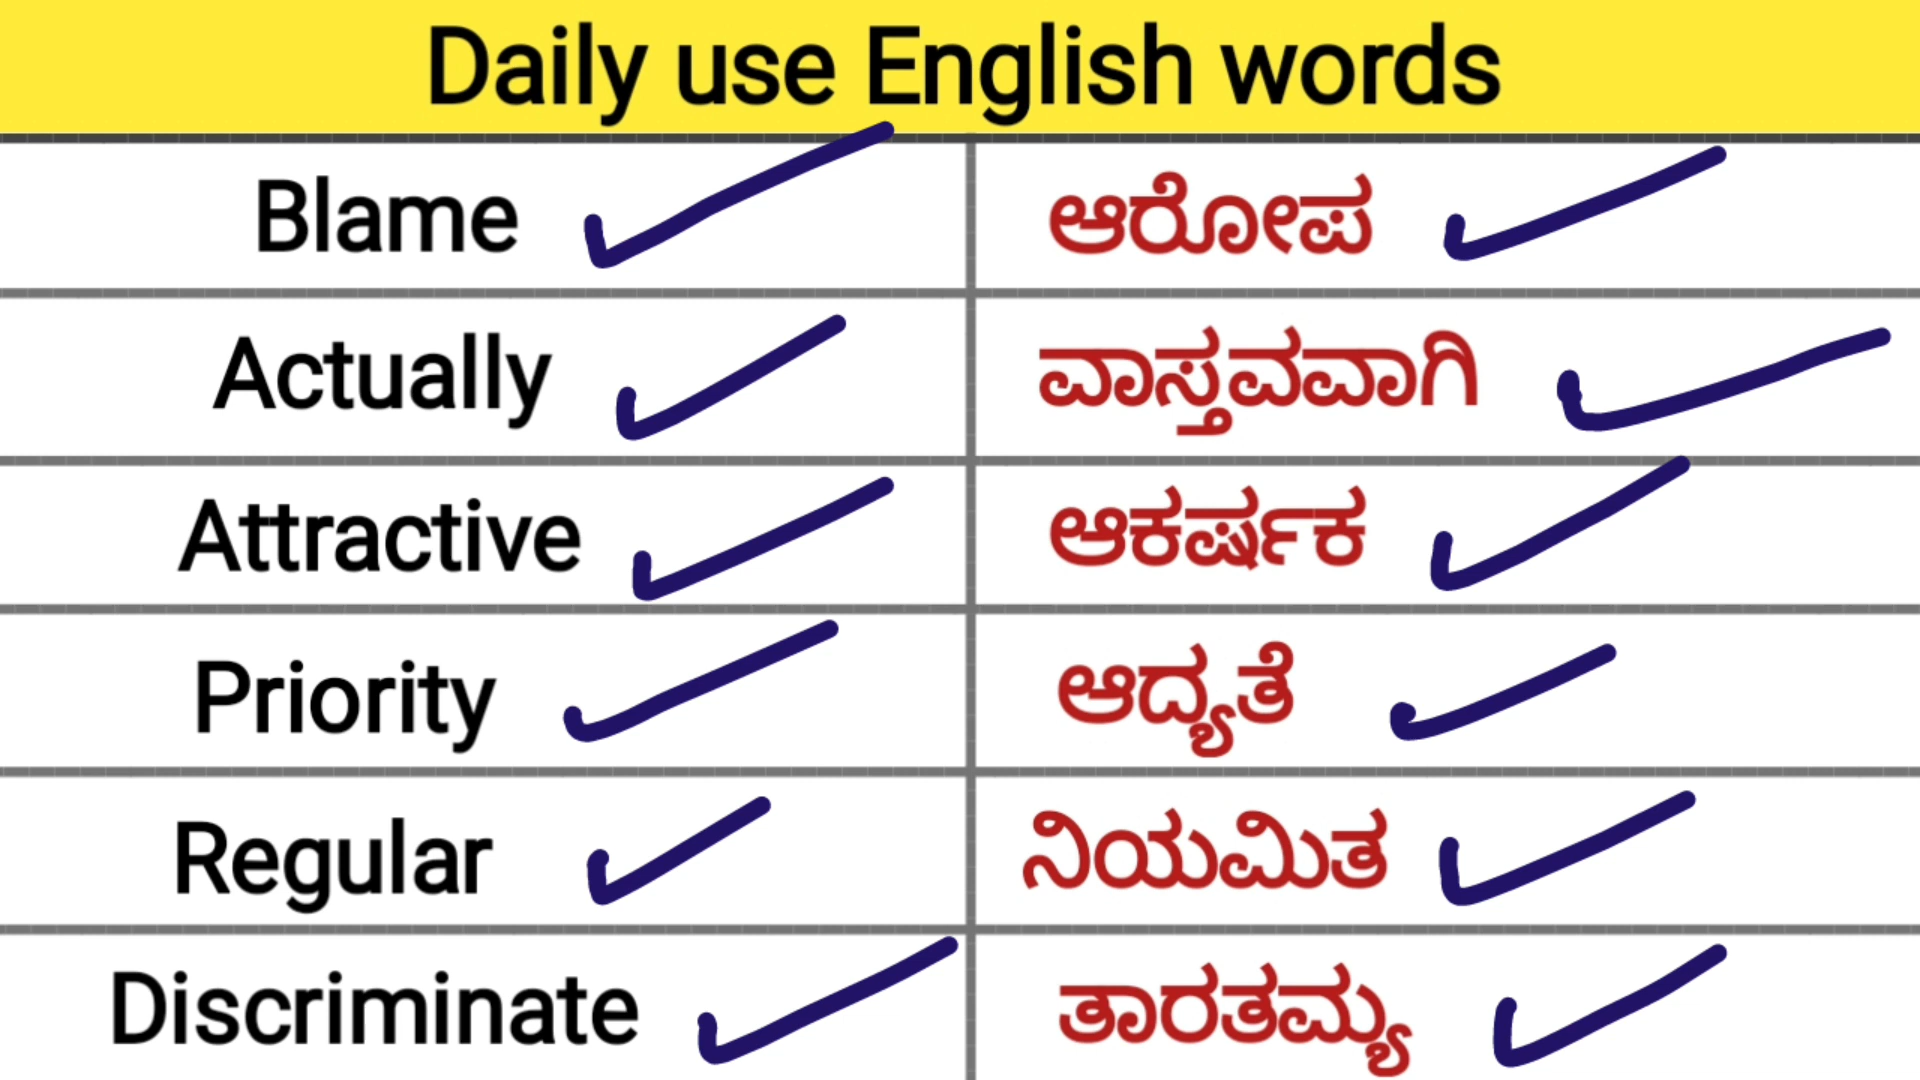 Daily use English words
Blame ಆರೋಪ
Actually ವಾಸ್ತವವಾಗಿ
Attractive ಆಕರ್ಷಕ
Priority ಆದ್ಯತೆ
Regular ನಿಯಮಿತ
Discriminate ತಾರತಮ್ಯ